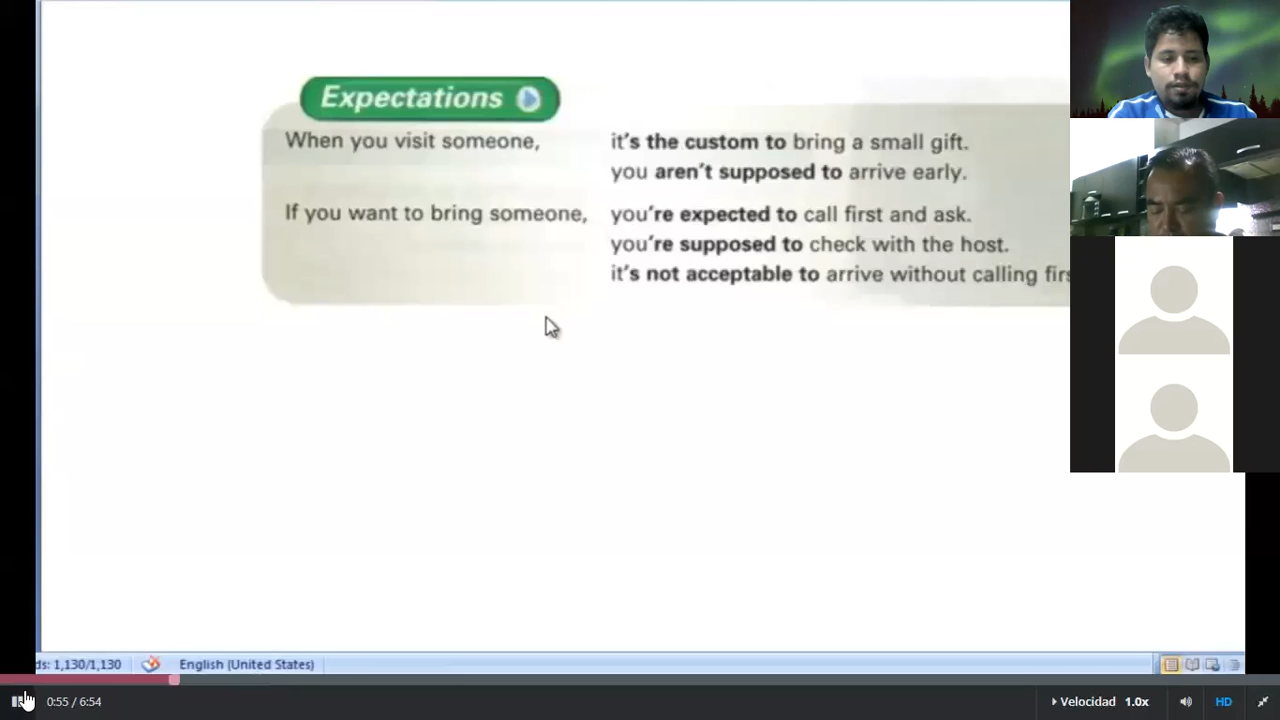 Expectations
When you visit someone, it's the custom to bring a small gift.
you aren't supposed to arrive early.
If you want to bring someone, you're expected to call first and ask.
you're supposed to check with the host.
it's not acceptable to arrive without calling
ds: 1,130/1,130 English (United States)
0:55 / 6:54 Velocidad 1.0x HD